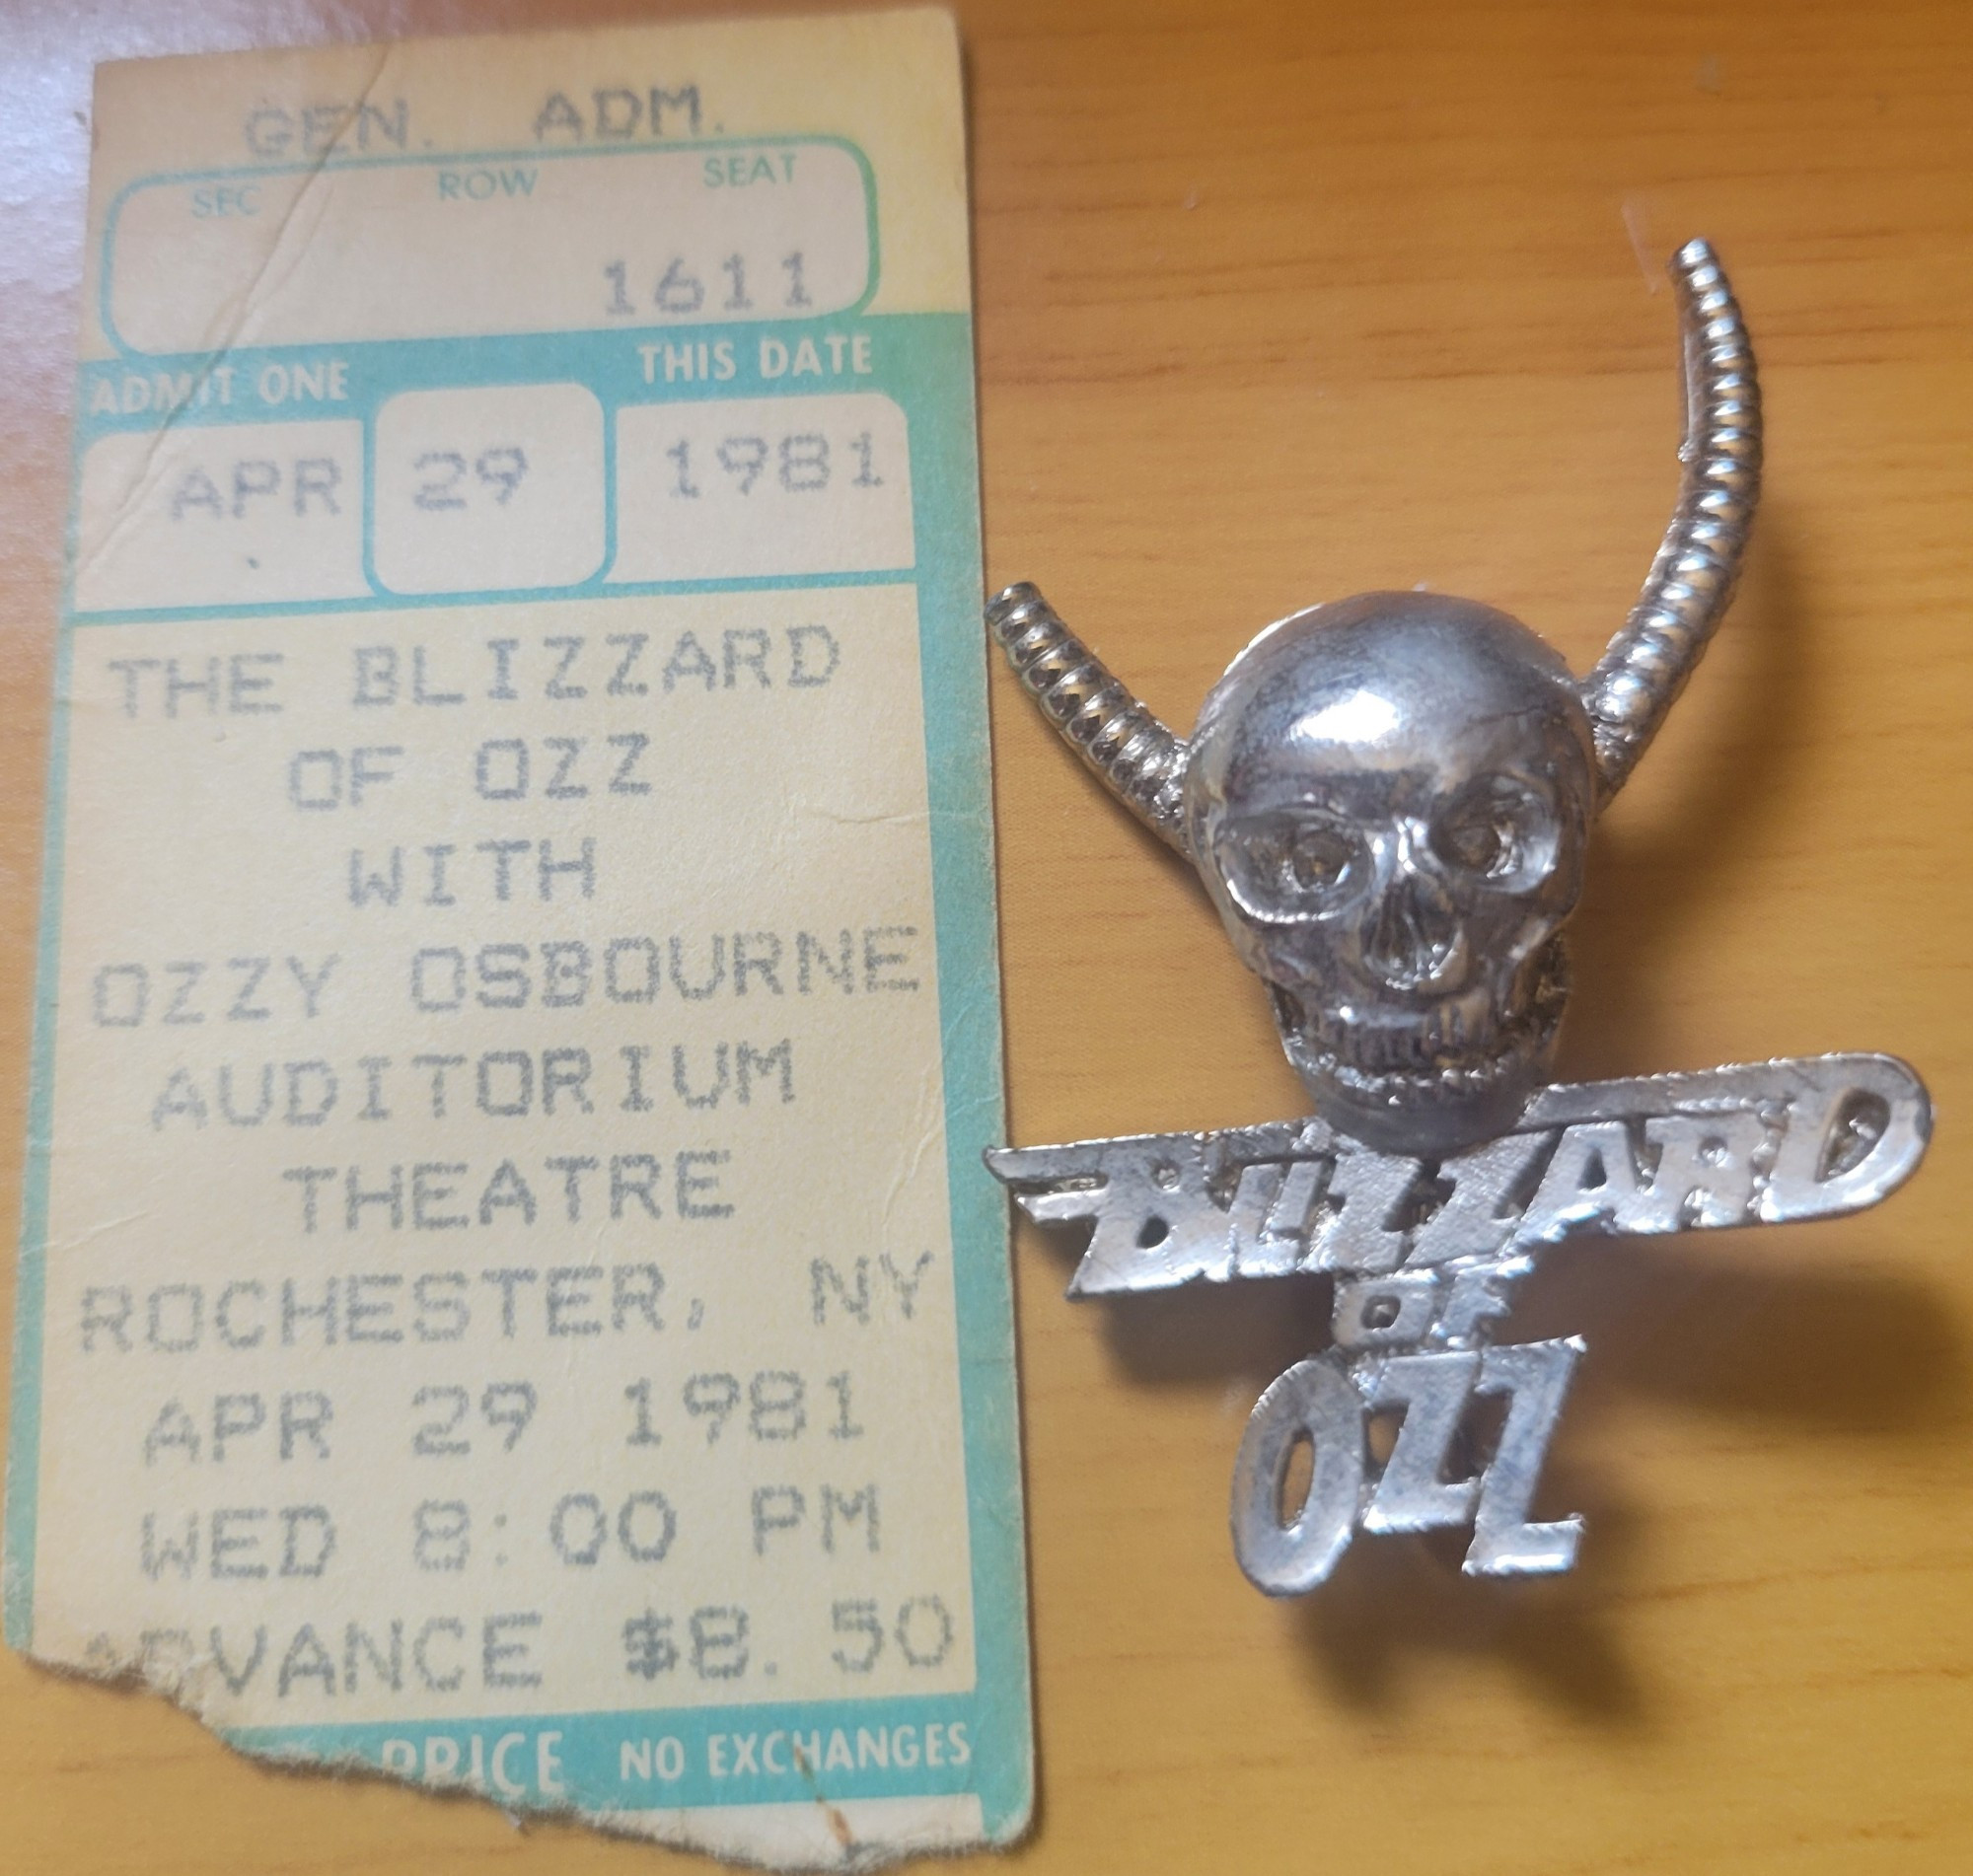 GEN. ADM.
SEC ROW SEAT
1611
ADMIT ONE THIS DATE
APR 29 1981
THE BLIZZARD
OF OZZ
WITH
OZZY OSBOURNE
AUDITORIUM
THEATRE
ROCHESTER, NY
APR 29 1981
WED 8:00 PM
ADVANCE $8.50
PRICE NO EXCHANGES
BLIZZARD
OF
OZZ